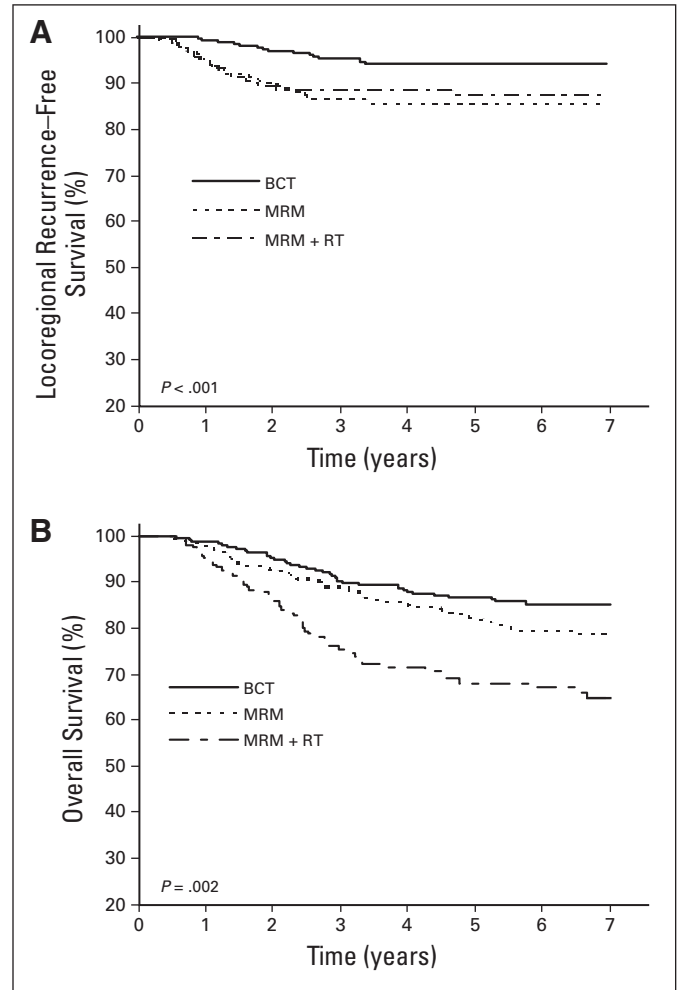 A
Locoregional Recurrence–Free
Survival (%)
100
90
80
70
60
50
40
30
20
BCT
MRM
MRM + RT
P < .001
0 1 2 3 4 5 6 7
Time (years)
B
Overall Survival (%)
100
90
80
70
60
50
40
30
20
BCT
MRM
MRM + RT
P = .002
0 1 2 3 4 5 6 7
Time (years)